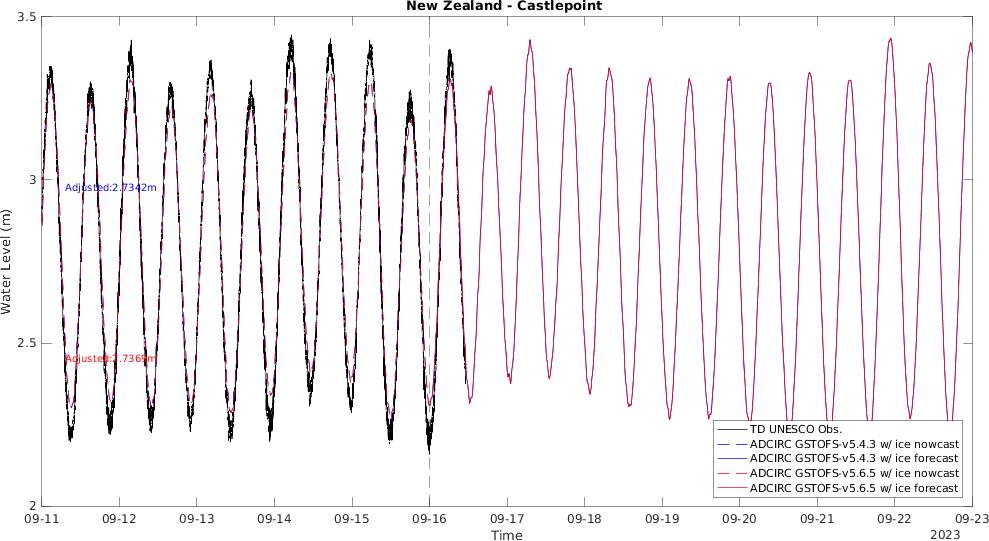 New Zealand - Castlepoint
3.5
3
2.5
2
Water Level (m)
Adjusted:2.7342m
Adjusted:2.7369m
TD UNESCO Obs.
ADCIRC GSTOFS-v5.4.3 w/ ice nowcast
ADCIRC GSTOFS-v5.4.3 w/ ice forecast
ADCIRC GSTOFS-v5.6.5 w/ ice nowcast
ADCIRC GSTOFS-v5.6.5 w/ ice forecast
09-11 09-12 09-13 09-14 09-15 09-16 09-17 09-18 09-19 09-20 09-21 09-22 09-23
Time
2023